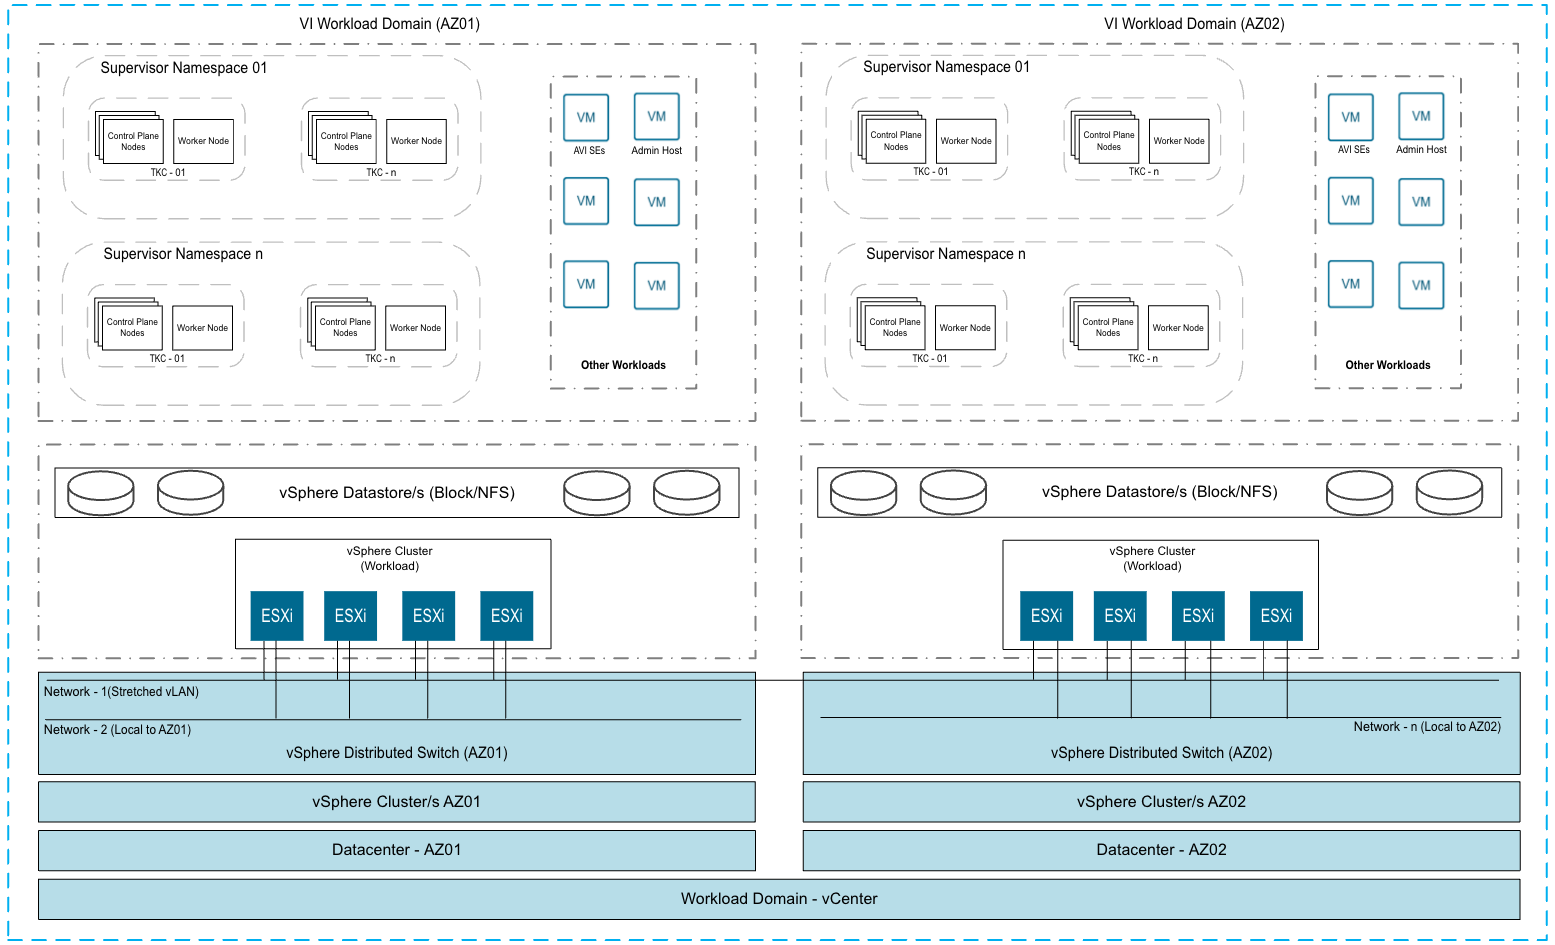 VI Workload Domain (AZ01)
Supervisor Namespace 01
Control Plane
Nodes
Worker Node
TKC - 01
Control Plane
Nodes
Worker Node
TKC - n
VM
VM
AVI SEs
Admin Host
VM
VM
VM
VM
Other Workloads
Supervisor Namespace n
Control Plane
Nodes
Worker Node
TKC - 01
Control Plane
Nodes
Worker Node
TKC - n
vSphere Datastore/s (Block/NFS)
vSphere Cluster
(Workload)
ESXi
ESXi
ESXi
ESXi
Network - 1(Stretched vLAN)
Network - 2 (Local to AZ01)
vSphere Distributed Switch (AZ01)
vSphere Cluster/s AZ01
Datacenter - AZ01
VI Workload Domain (AZ02)
Supervisor Namespace 01
Control Plane
Nodes
Worker Node
TKC - 01
Control Plane
Nodes
Worker Node
TKC - n
VM
VM
AVI SEs
Admin Host
VM
VM
VM
VM
Other Workloads
Supervisor Namespace n
Control Plane
Nodes
Worker Node
TKC - 01
Control Plane
Nodes
Worker Node
TKC - n
vSphere Datastore/s (Block/NFS)
vSphere Cluster
(Workload)
ESXi
ESXi
ESXi
ESXi
Network - n (Local to AZ02)
vSphere Distributed Switch (AZ02)
vSphere Cluster/s AZ02
Datacenter - AZ02
Workload Domain - vCenter